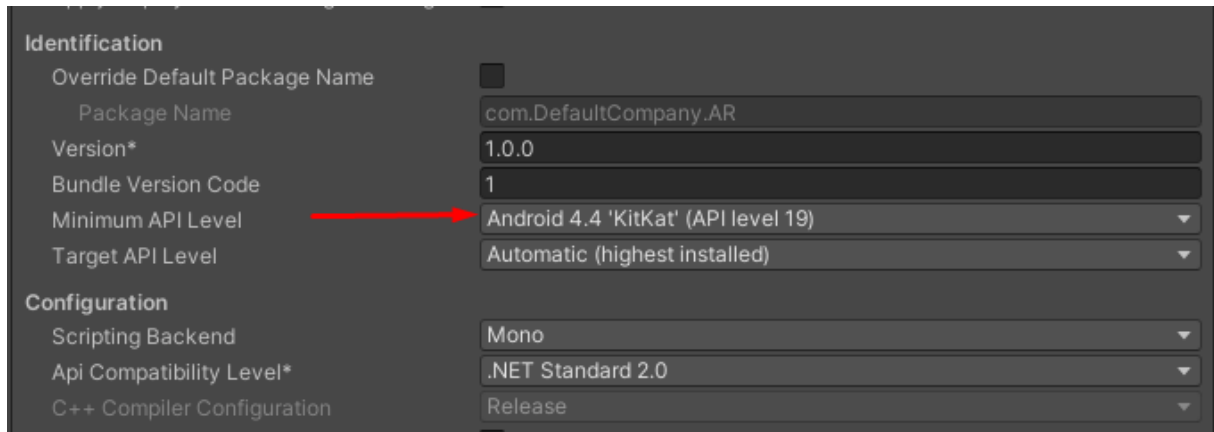 Identification
Override Default Package Name
Package Name com.DefaultCompany.AR
Version* 1.0.0
Bundle Version Code 1
Minimum API Level Android 4.4 'KitKat' (API level 19)
Target API Level Automatic (highest installed)
Configuration
Scripting Backend Mono
Api Compatibility Level* .NET Standard 2.0
C++ Compiler Configuration Release